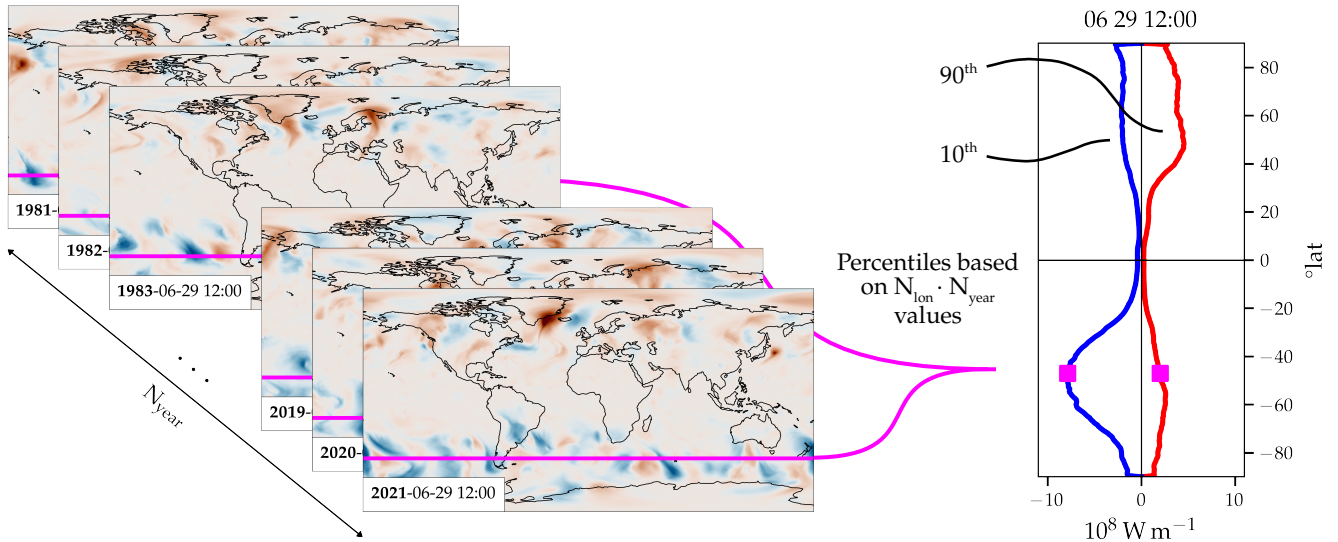 1981-
1982-
1983-06-29 12:00
2019-
2020-
2021-06-29 12:00
N_year
Percentiles based
on N_lon · N_year
values
06 29 12:00
90th
10th
80
60
40
20
0
−20
−40
−60
−80
°lat
−10 0 10
10⁸ W m⁻¹